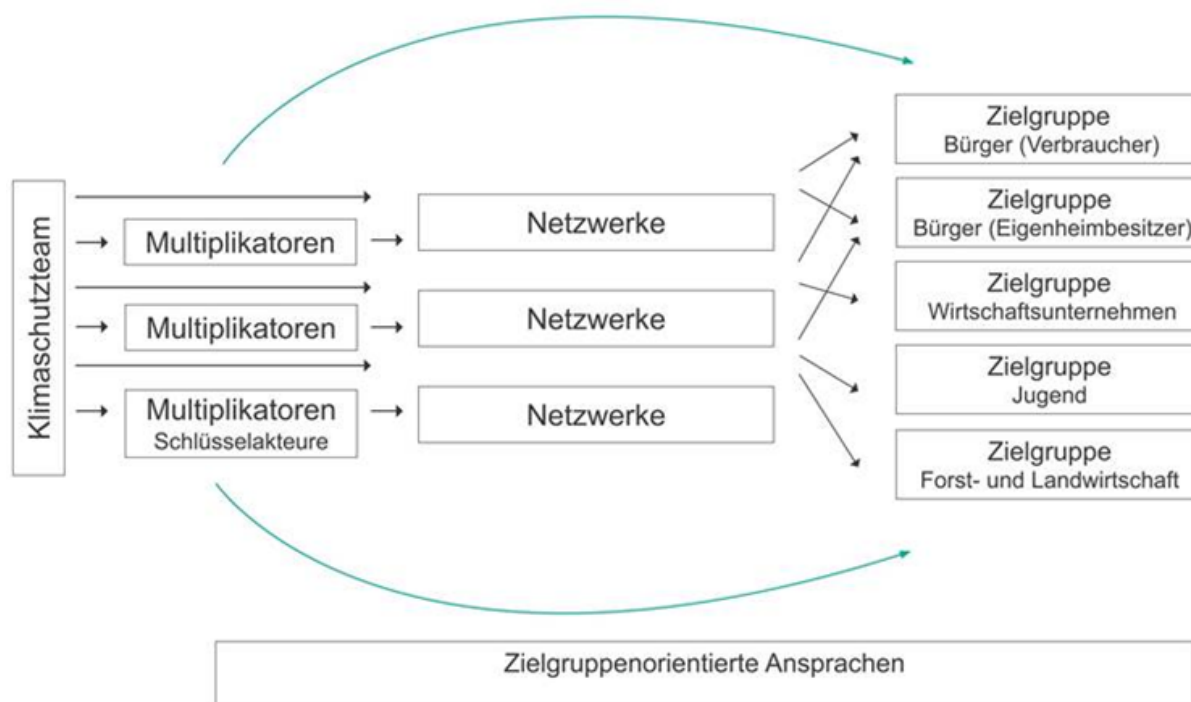 Klimaschutzteam
Multiplikatoren
Multiplikatoren
Multiplikatoren
Schlüsselakteure
Netzwerke
Netzwerke
Netzwerke
Zielgruppe
Bürger (Verbraucher)
Zielgruppe
Bürger (Eigenheimbesitzer)
Zielgruppe
Wirtschaftsunternehmen
Zielgruppe
Jugend
Zielgruppe
Forst- und Landwirtschaft
Zielgruppenorientierte Ansprachen